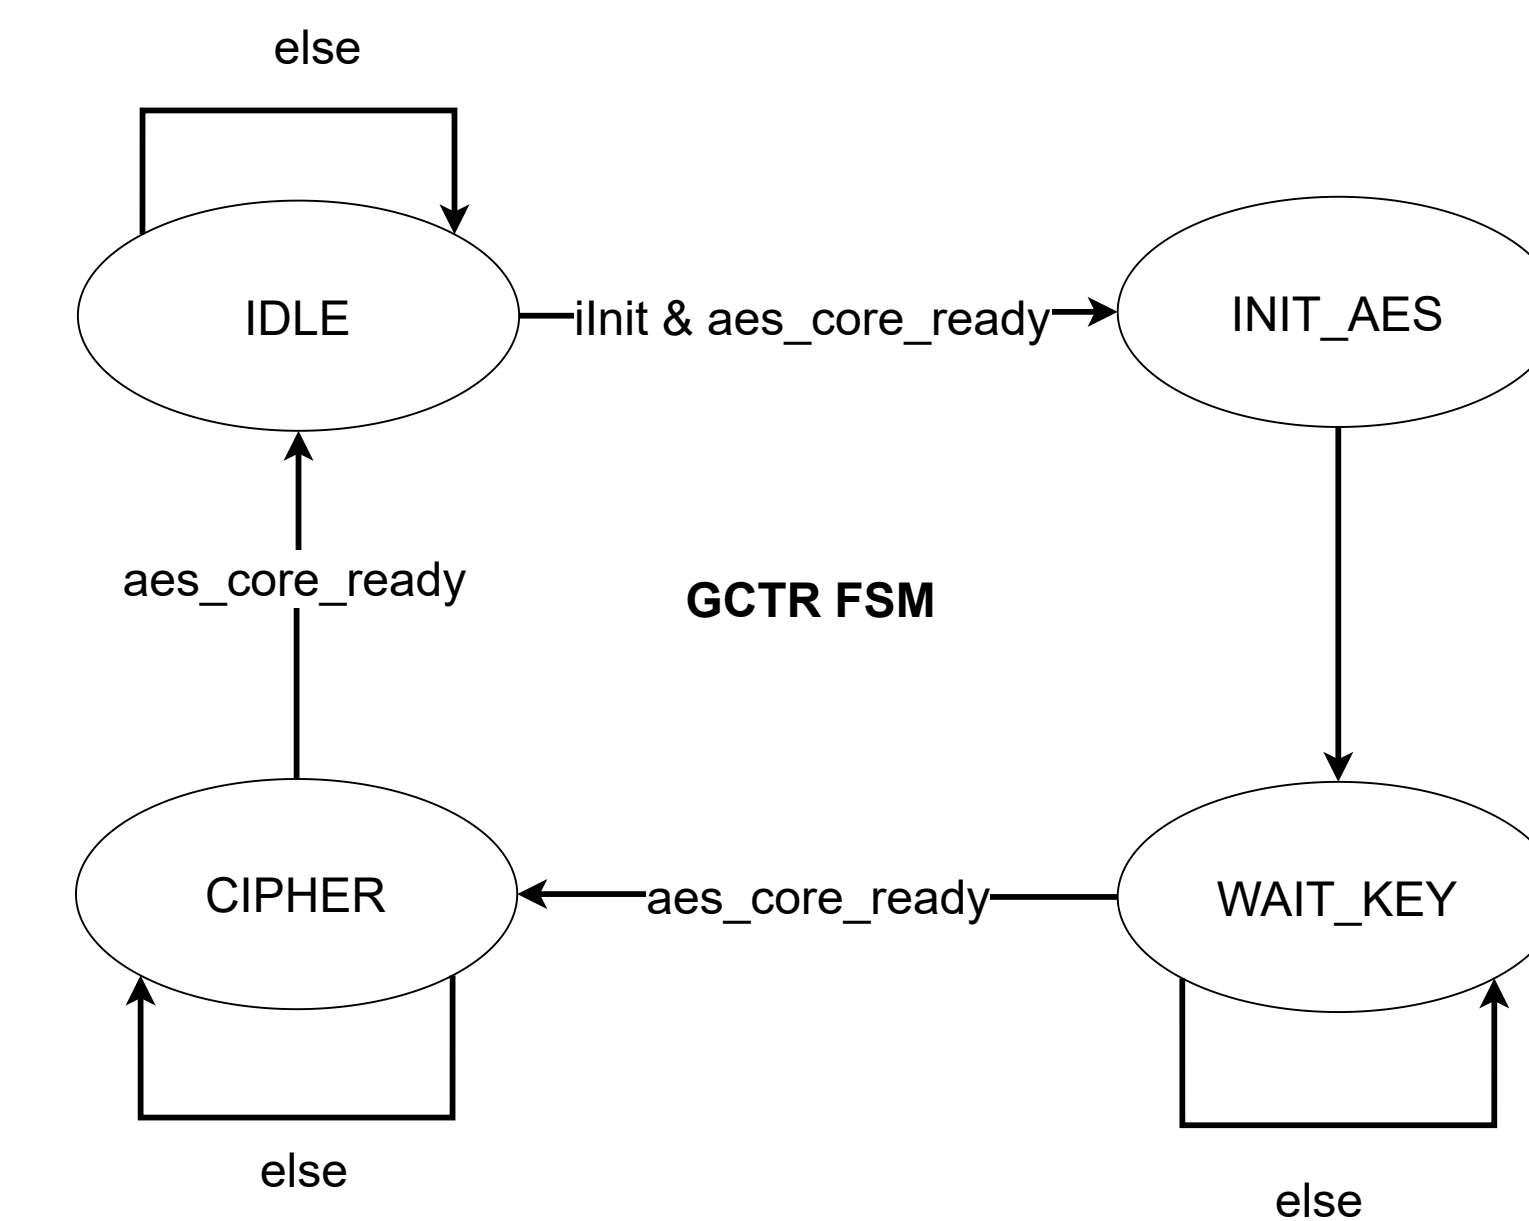 else
IDLE
iInit & aes_core_ready
INIT_AES
aes_core_ready
GCTR FSM
CIPHER
aes_core_ready
WAIT_KEY
else
else